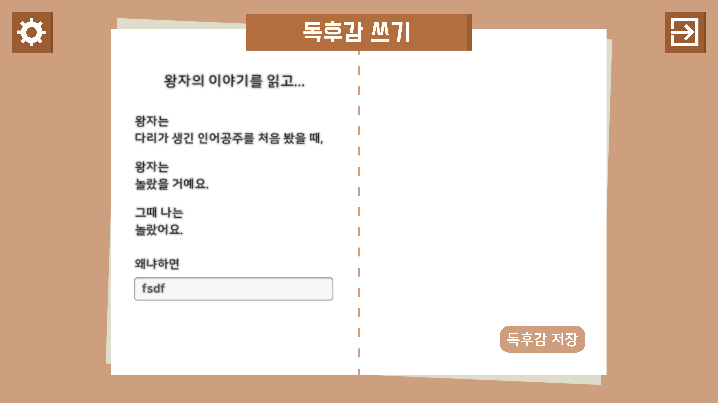 독후감 쓰기
왕자의 이야기를 읽고...
왕자는
다리가 생긴 인어공주를 처음 봤을 때,
왕자는
놀랐을 거예요.
그때 나는
놀랐어요.
왜냐하면
fsdf
독후감 저장